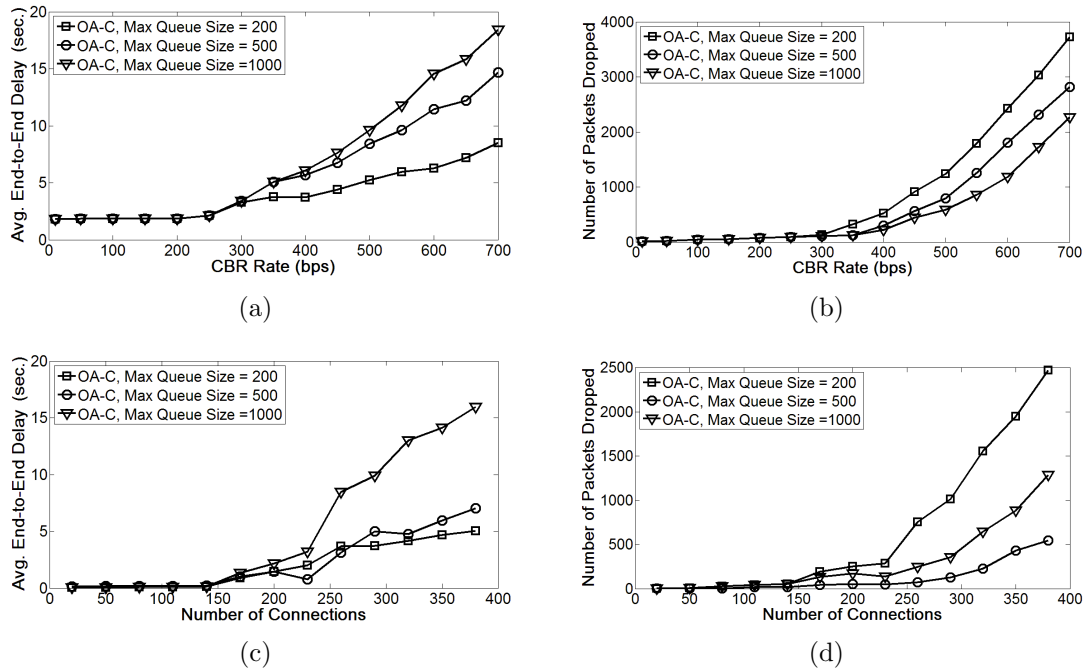 Avg. End-to-End Delay (sec.)
20
15
10
5
0
OA-C, Max Queue Size = 200
OA-C, Max Queue Size = 500
OA-C, Max Queue Size =1000
0 100 200 300 400 500 600 700
CBR Rate (bps)
(a)
Number of Packets Dropped
4000
3000
2000
1000
0
OA-C, Max Queue Size = 200
OA-C, Max Queue Size = 500
OA-C, Max Queue Size =1000
0 100 200 300 400 500 600 700
CBR Rate (bps)
(b)
Avg. End-to-End Delay (sec.)
20
15
10
5
0
OA-C, Max Queue Size = 200
OA-C, Max Queue Size = 500
OA-C, Max Queue Size =1000
0 50 100 150 200 250 300 350 400
Number of Connections
(c)
Number of Packets Dropped
2500
2000
1500
1000
500
0
OA-C, Max Queue Size = 200
OA-C, Max Queue Size = 500
OA-C, Max Queue Size =1000
0 50 100 150 200 250 300 350 400
Number of Connections
(d)